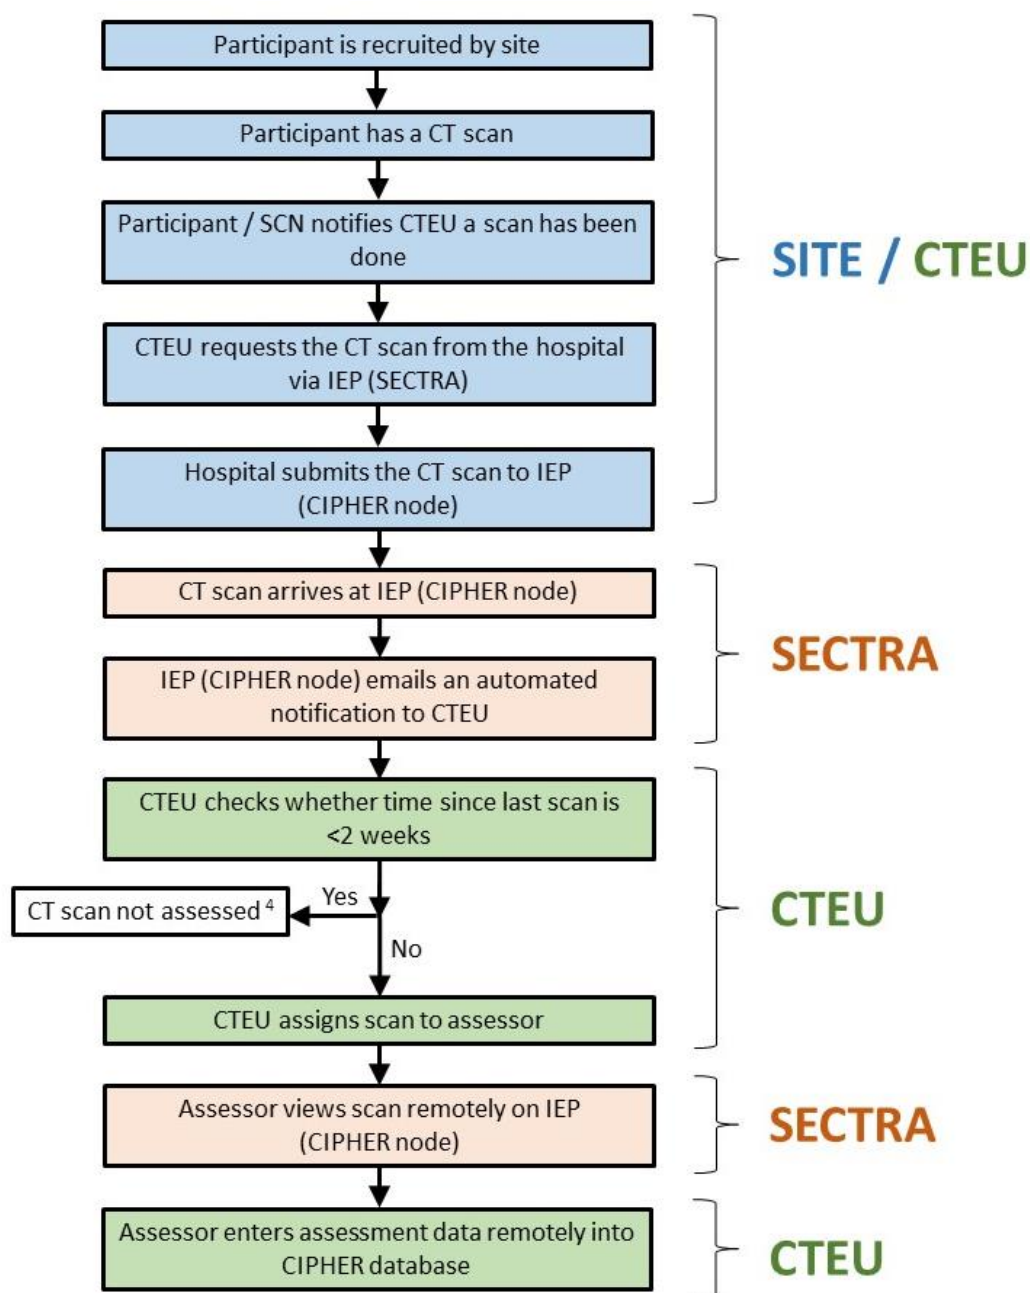 Participant is recruited by site
Participant has a CT scan
Participant / SCN notifies CTEU a scan has been
done
CTEU requests the CT scan from the hospital
via IEP (SECTRA)
Hospital submits the CT scan to IEP
(CIPHER node)
SITE / CTEU
CT scan arrives at IEP (CIPHER node)
IEP (CIPHER node) emails an automated
notification to CTEU
SECTRA
CTEU checks whether time since last scan is
<2 weeks
Yes
CT scan not assessed 4
No
CTEU assigns scan to assessor
CTEU
Assessor views scan remotely on IEP
(CIPHER node)
SECTRA
Assessor enters assessment data remotely into
CIPHER database
CTEU